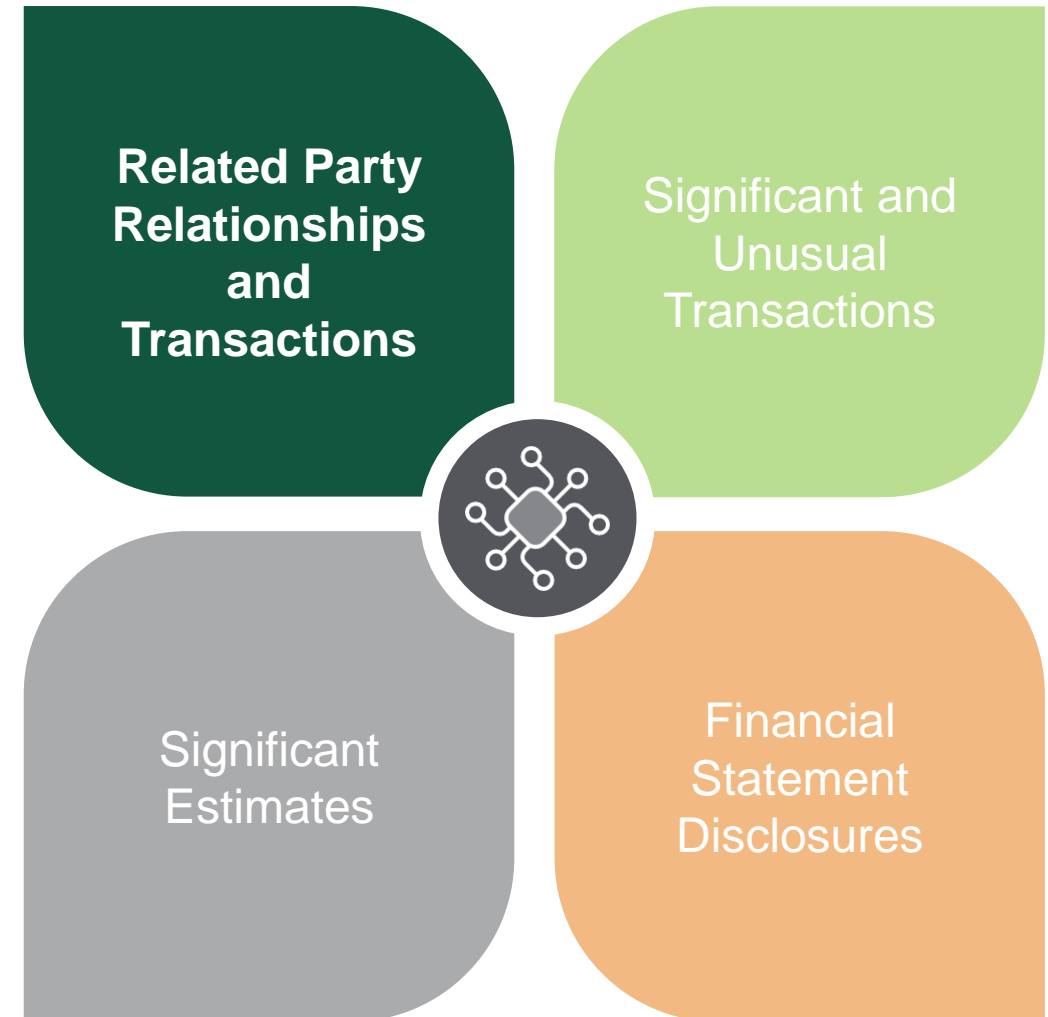 Related Party
Relationships
and
Transactions
Significant and
Unusual
Transactions
Significant
Estimates
Financial
Statement
Disclosures